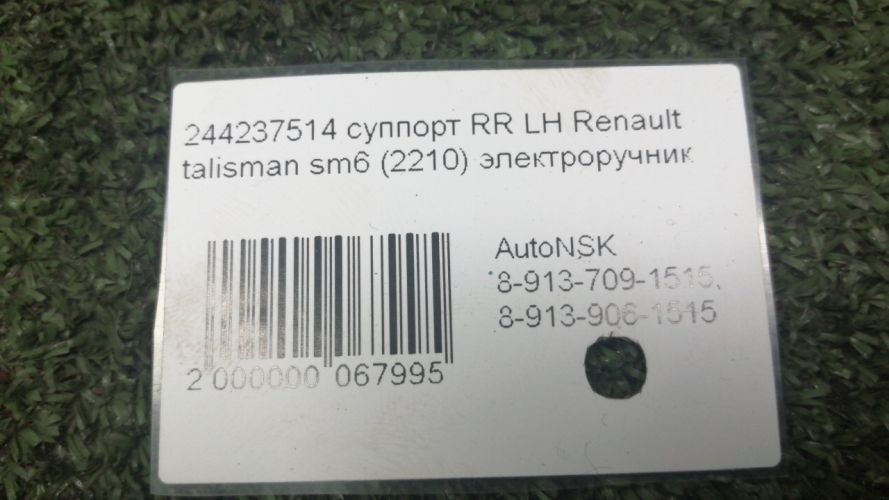 244237514 суппорт RR LH Renault
talisman sm6 (2210) электроручник
AutoNSK
8-913-709-1515,
8-913-906-1515
2 000000 067995